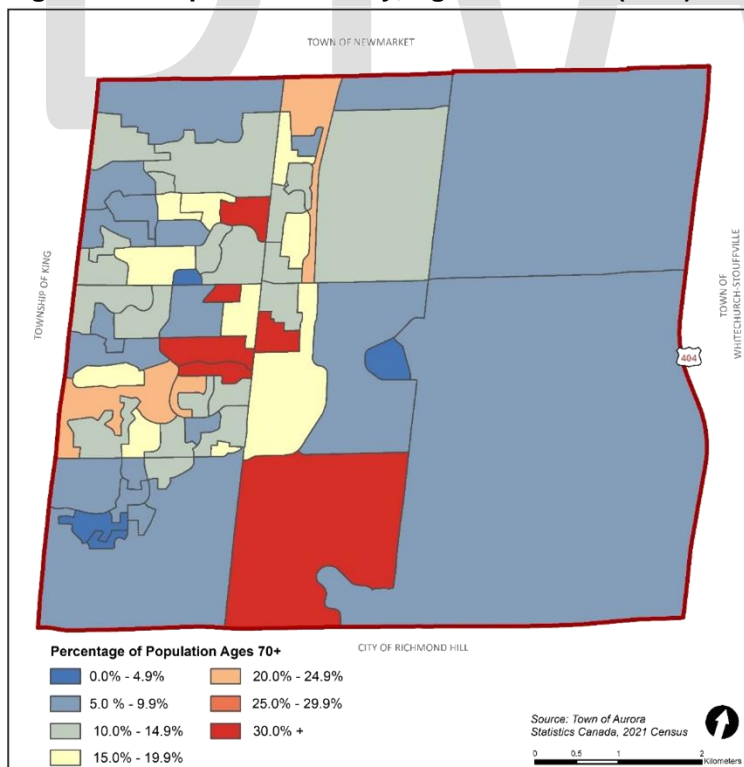 TOWN OF NEWMARKET
TOWNSHIP OF KING
TOWN OF
WHITECHURCH-STOUFFVILLE
404
CITY OF RICHMOND HILL
Percentage of Population Ages 70+
0.0% - 4.9%
5.0 % - 9.9%
10.0% - 14.9%
15.0% - 19.9%
20.0% - 24.9%
25.0% - 29.9%
30.0% +
Source: Town of Aurora
Statistics Canada, 2021 Census
0 0.5 1 2
Kilometers